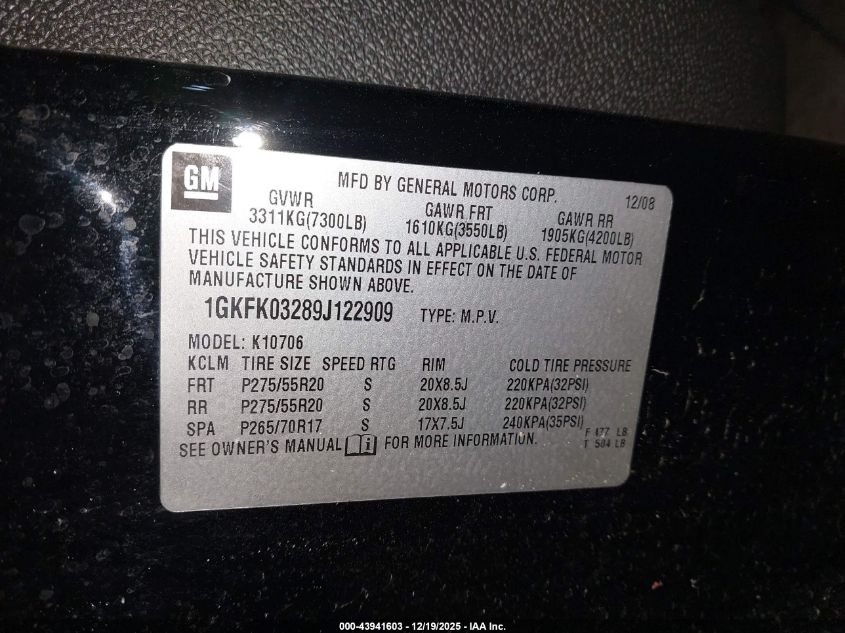 GM
MFD BY GENERAL MOTORS CORP. 12/08
GVWR GAWR FRT GAWR RR
3311KG(7300LB) 1610KG(3550LB) 1905KG(4200LB)
THIS VEHICLE CONFORMS TO ALL APPLICABLE U.S. FEDERAL MOTOR
VEHICLE SAFETY STANDARDS IN EFFECT ON THE DATE OF
MANUFACTURE SHOWN ABOVE.
1GKFK03289J122909 TYPE: M.P.V.
MODEL: K10706
KCLM TIRE SIZE SPEED RTG RIM COLD TIRE PRESSURE
FRT P275/55R20 S 20X8.5J 220KPA(32PSI)
RR P275/55R20 S 20X8.5J 220KPA(32PSI)
SPA P265/70R17 S 17X7.5J 240KPA(35PSI)
F 477 LB
T 504 LB
SEE OWNER'S MANUAL i FOR MORE INFORMATION.
000-43941603 - 12/19/2025 - IAA Inc.